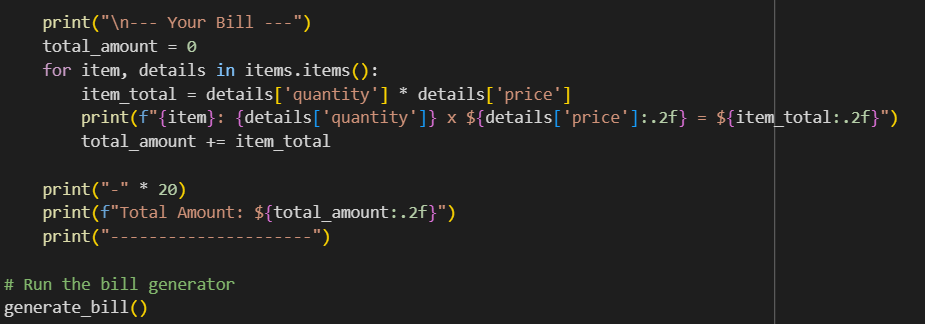 print("\n--- Your Bill ---")
    total_amount = 0
    for item, details in items.items():
        item_total = details['quantity'] * details['price']
        print(f"{item}: {details['quantity']} x ${details['price']:.2f} = ${item_total:.2f}")
        total_amount += item_total

    print("-" * 20)
    print(f"Total Amount: ${total_amount:.2f}")
    print("---------------------")

# Run the bill generator
generate_bill()